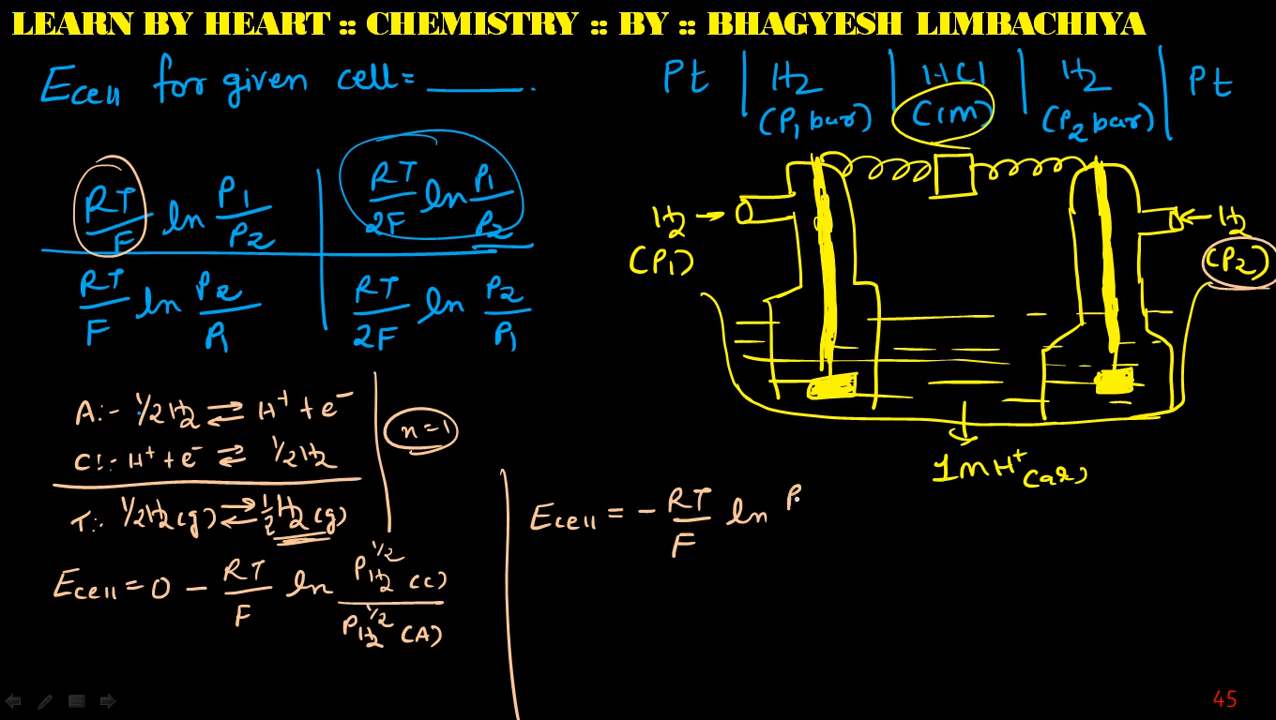 LEARN BY HEART :: CHEMISTRY :: BY :: BHAGYESH LIMBACHIYA
Ecell for given cell= ______.
Pt | H2 (P1 bar) | HCl (1M) | H2 (P2 bar) | Pt
RT/F ln P1/P2
RT/2F ln P1/P2
RT/F ln P2/P1
RT/2F ln P2/P1
H2 → (P1)
← H2 (P2)
1M H+(aq)
A:- 1/2 H2 ⇌ H+ + e-
C:- H+ + e- ⇌ 1/2 H2
n=1
T:- 1/2 H2(g) ⇌ 1/2 H2(g)
Ecell = 0 - RT/F ln P^1/2 H2 (C) / P^1/2 H2 (A)
Ecell = - RT/F ln P
45